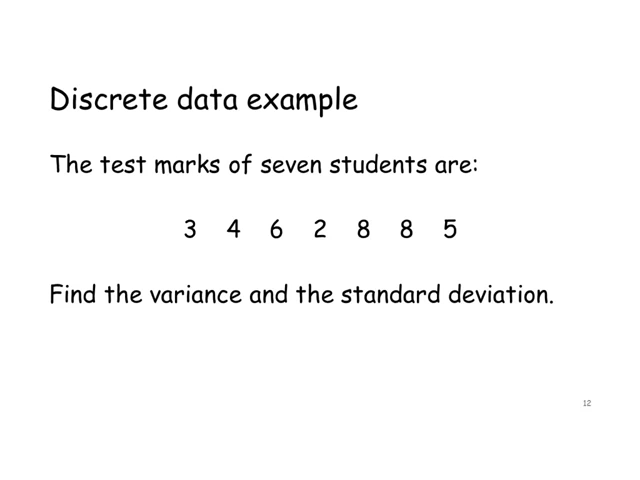 Discrete data example
The test marks of seven students are:
3 4 6 2 8 8 5
Find the variance and the standard deviation.
12